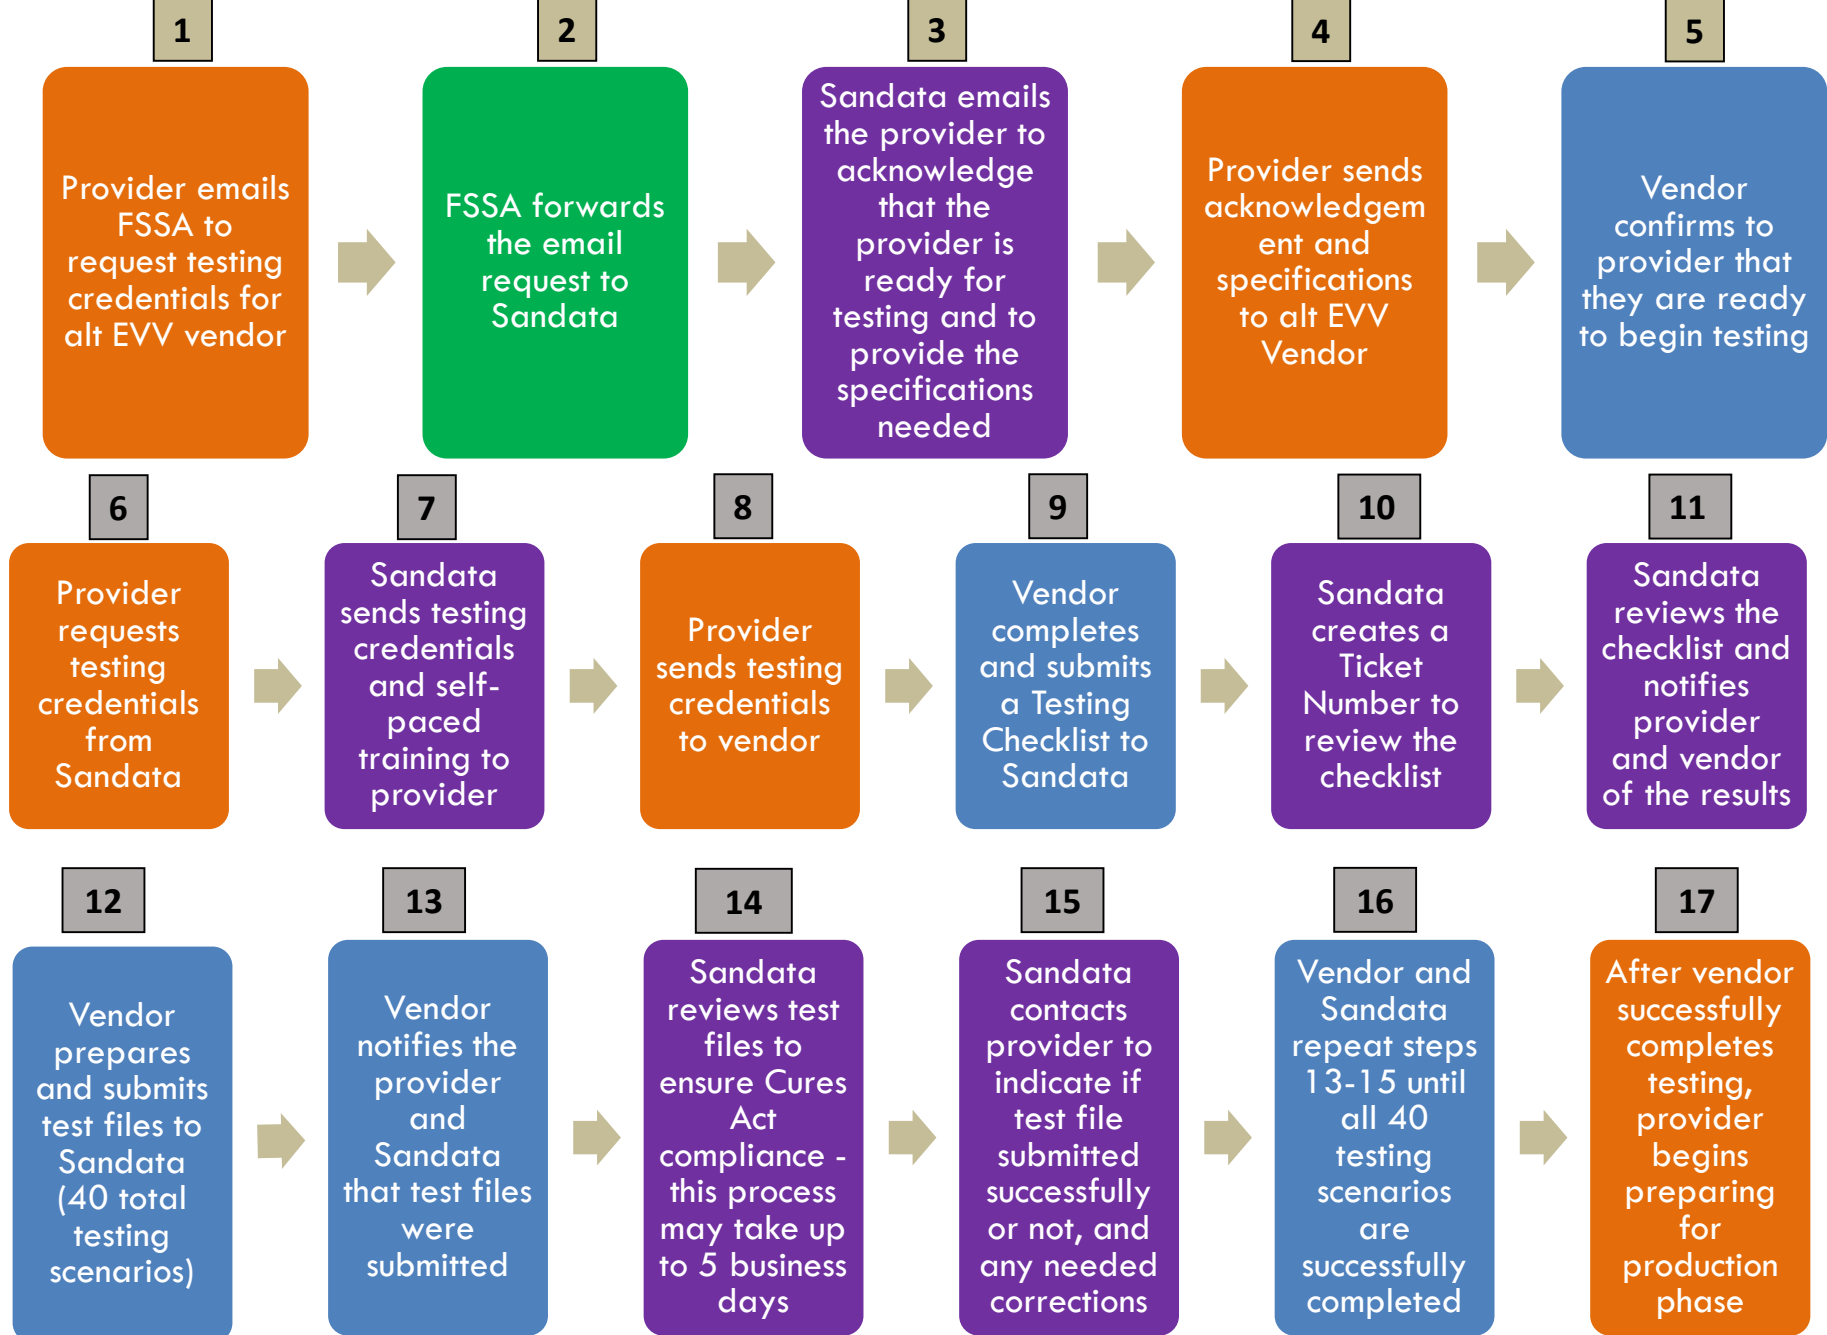 1
Provider emails
FSSA to
request testing
credentials for
alt EVV vendor
2
FSSA forwards
the email
request to
Sandata
3
Sandata emails
the provider to
acknowledge
that the
provider is
ready for
testing and to
provide the
specifications
needed
4
Provider sends
acknowledgem
ent and
specifications
to alt EVV
Vendor
5
Vendor
confirms to
provider that
they are ready
to begin testing
6
Provider
requests
testing
credentials
from
Sandata
7
Sandata
sends testing
credentials
and self-
paced
training to
provider
8
Provider
sends testing
credentials
to vendor
9
Vendor
completes
and submits
a Testing
Checklist to
Sandata
10
Sandata
creates a
Ticket
Number to
review the
checklist
11
Sandata
reviews the
checklist and
notifies
provider
and vendor
of the results
12
Vendor
prepares
and submits
test files to
Sandata
(40 total
testing
scenarios)
13
Vendor
notifies the
provider
and
Sandata
that test files
were
submitted
14
Sandata
reviews test
files to
ensure Cures
Act
compliance -
this process
may take up
to 5 business
days
15
Sandata
contacts
provider to
indicate if
test file
submitted
successfully
or not, and
any needed
corrections
16
Vendor and
Sandata
repeat steps
13-15 until
all 40
testing
scenarios
are
successfully
completed
17
After vendor
successfully
completes
testing,
provider
begins
preparing
for
production
phase